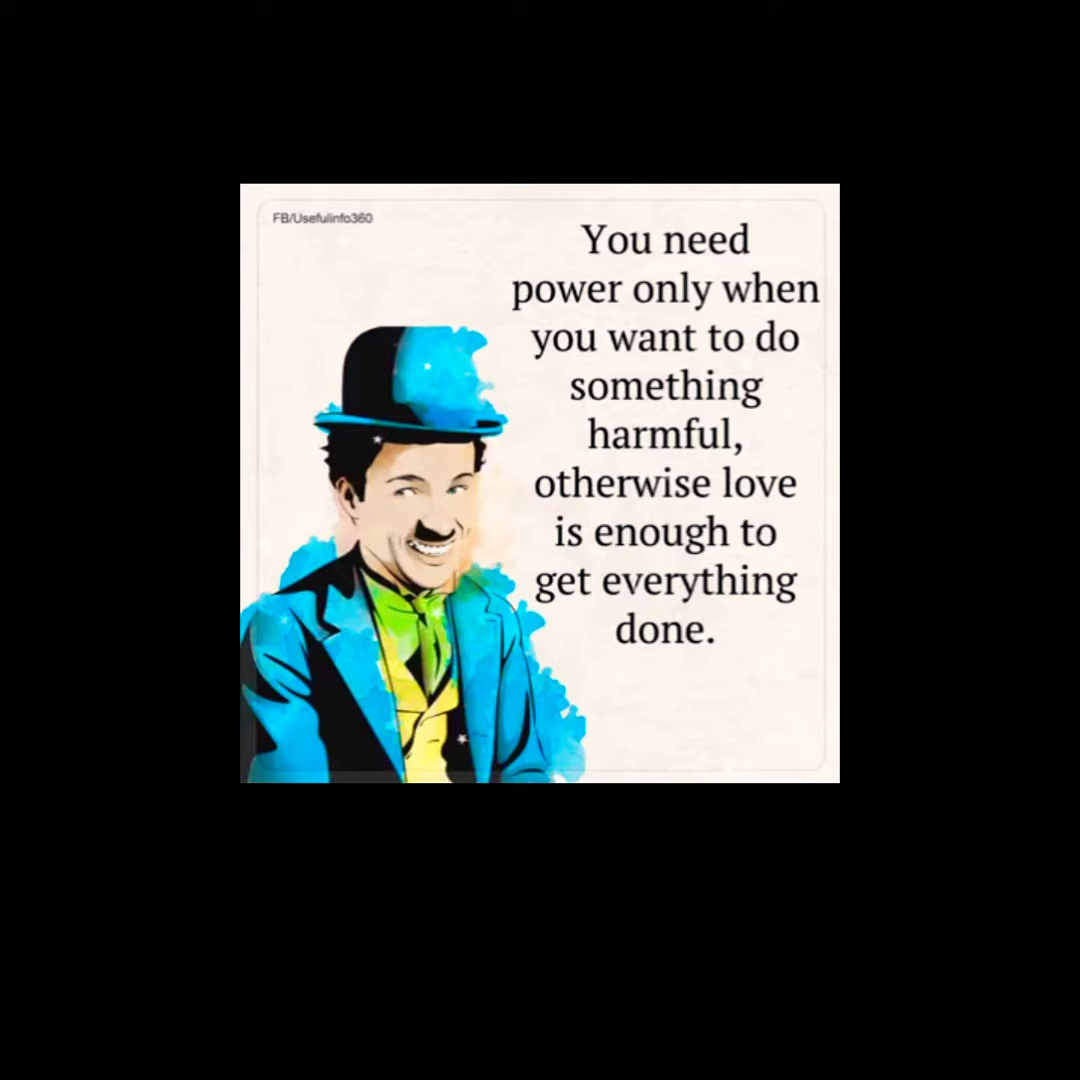 FB/Usefulinfo360
You need
power only when
you want to do
something
harmful,
otherwise love
is enough to
get everything
done.